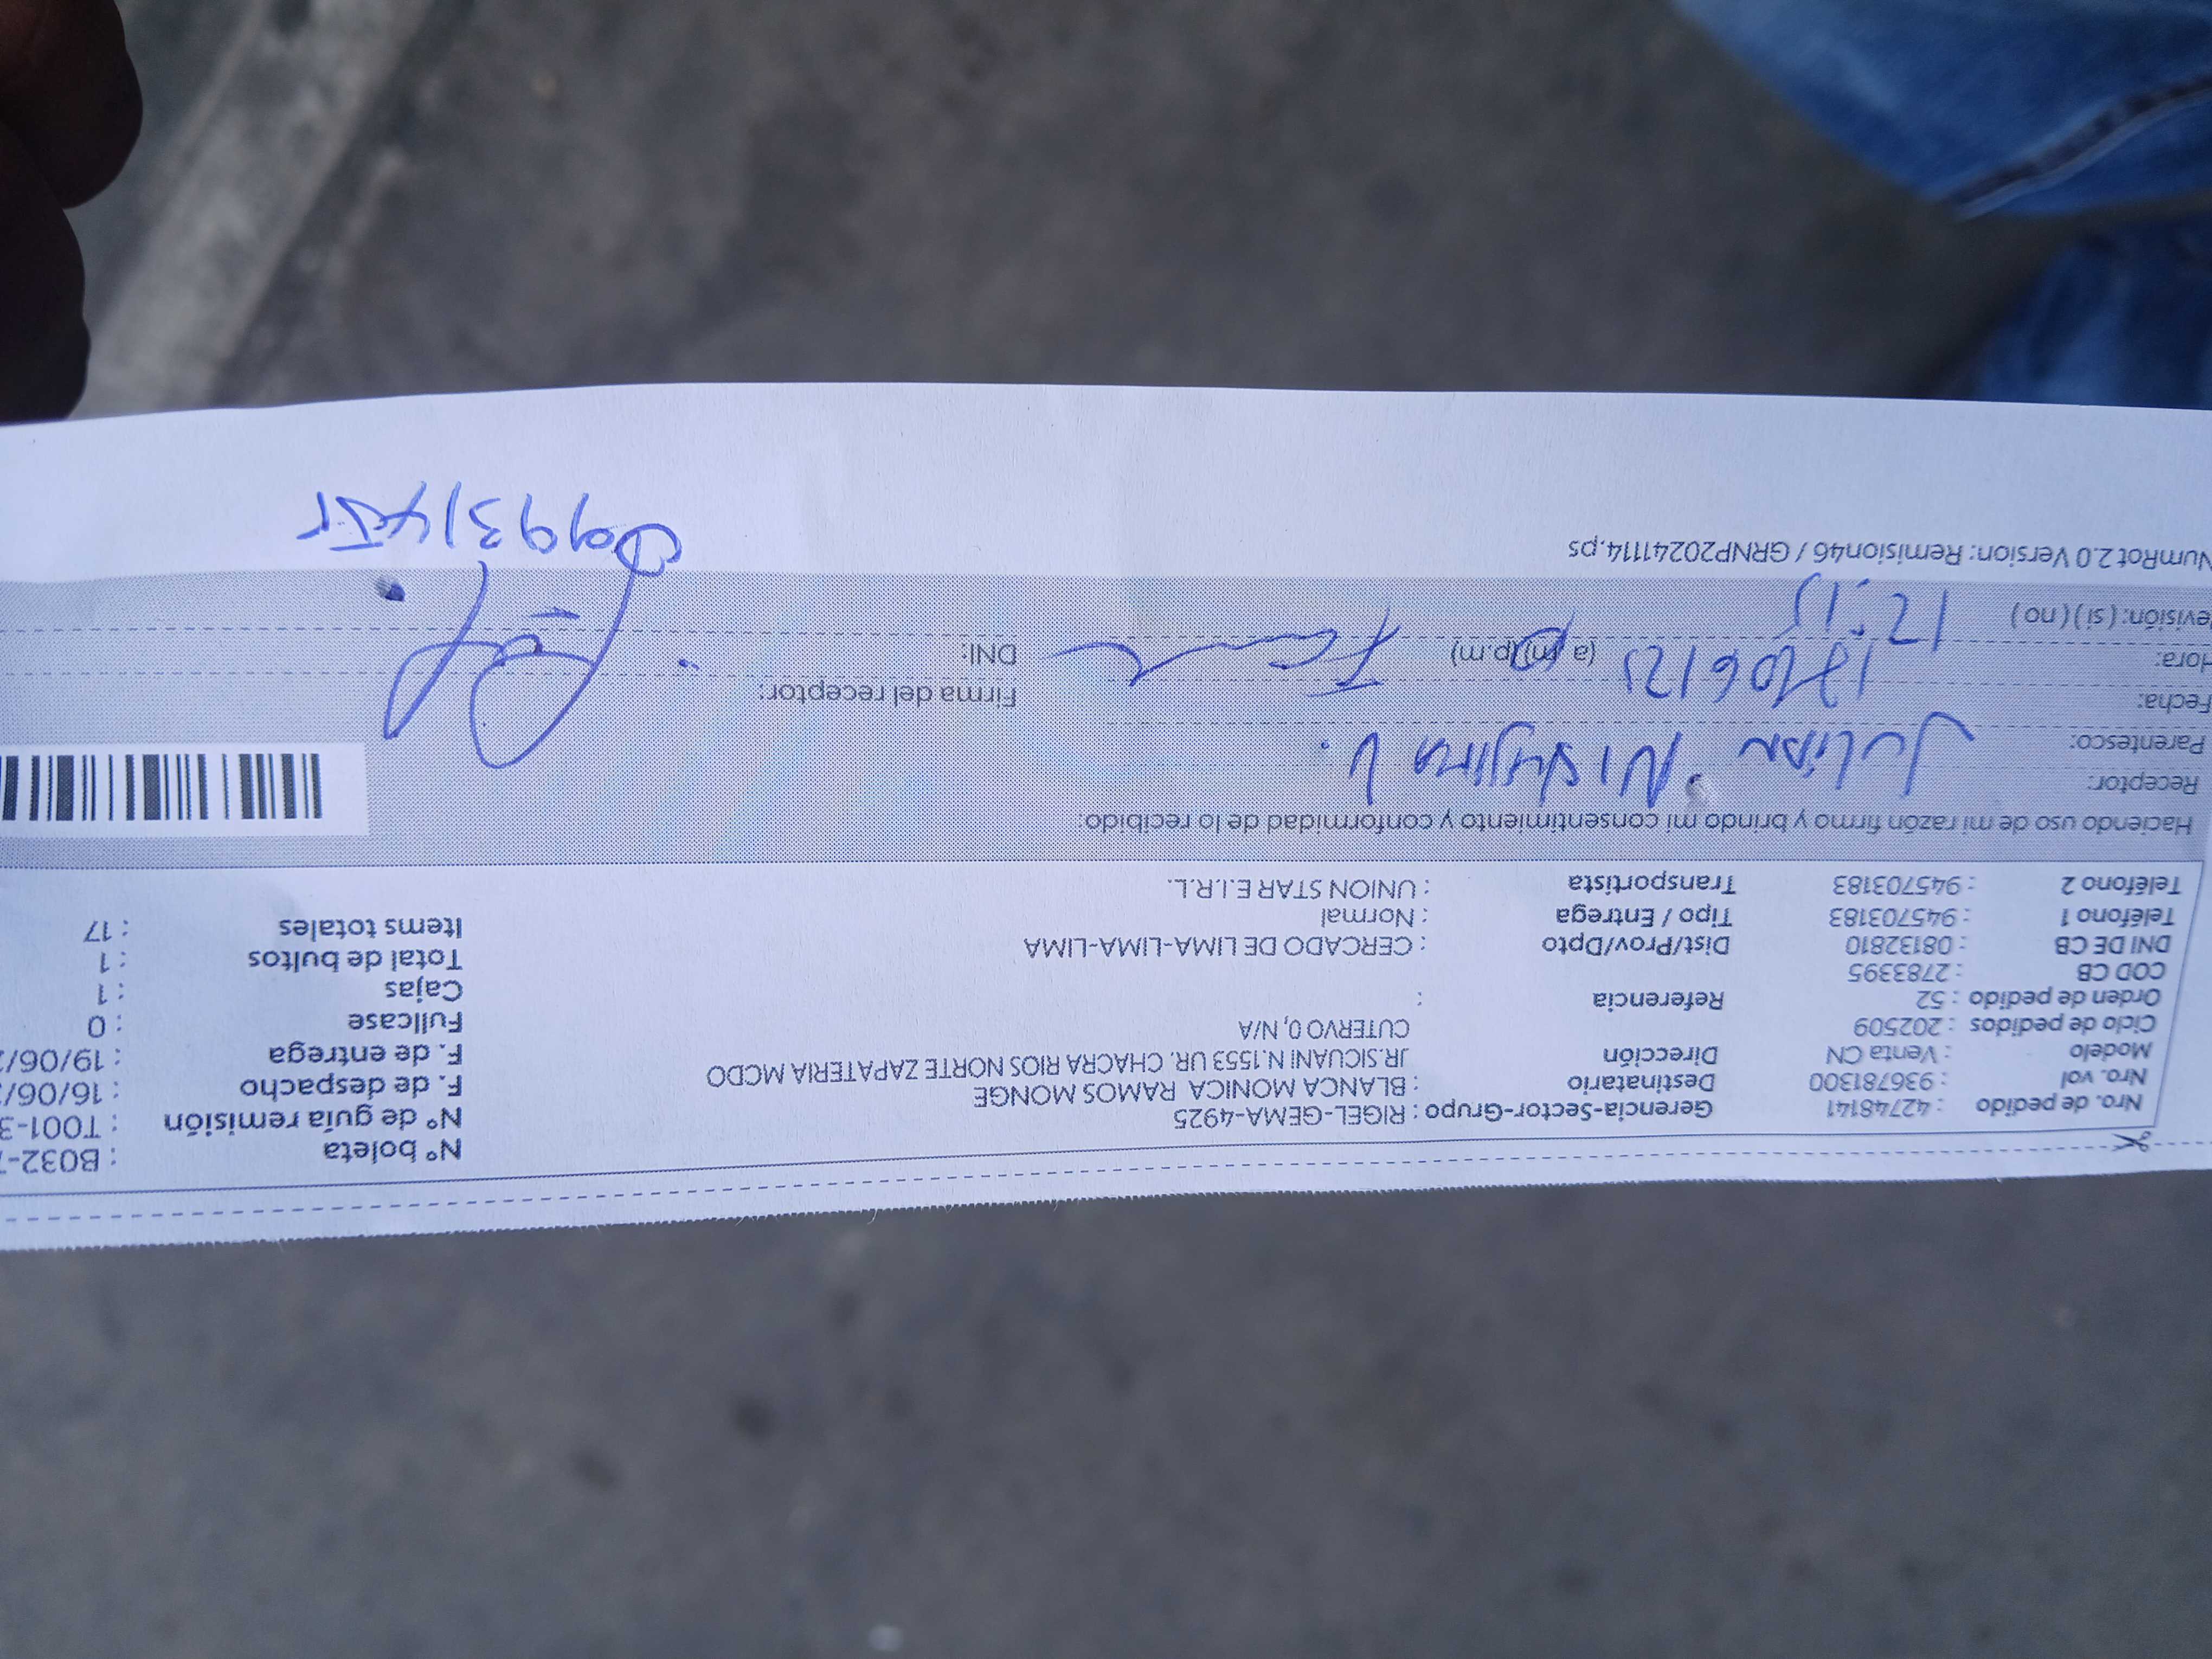 Nro. de pedido : 42748141 Gerencia-Sector-Grupo : RIGEL-GEMA-4925 N° boleta : B032-
Nro. vol : 936781300 Destinatario : BLANCA MONICA RAMOS MONGE N° de guía remisión : T001-3
Modelo : Venta CN Dirección JR.SICUANI N.1553 UR. CHACRA RIOS NORTE ZAPATERIA MCDO F. de despacho : 16/06/
Ciclo de pedidos : 202509 CUTERVO 0, N/A F. de entrega : 19/06/
Orden de pedido : 52 Referencia : Fullcase : 0
COD CB : 2783395 Cajas : 1
DNI DE CB : 08132810 Dist/Prov/Dpto : CERCADO DE LIMA-LIMA-LIMA Total de bultos : 1
Teléfono 1 : 945703183 Tipo / Entrega : Normal Items totales : 17
Teléfono 2 : 945703183 Transportista : UNION STAR E.I.R.L.
Haciendo uso de mi razón firmo y brindo mi consentimiento y conformidad de lo recibido:
Receptor: Julian
Parentesco:
Fecha: 17/06/25 Firma del receptor:
Hora: 12:15 (a.m) (p.m) DNI:
evisión: ( si ) ( no )
NumRot 2.0 Version: Remision46 / GRNP20241114.ps